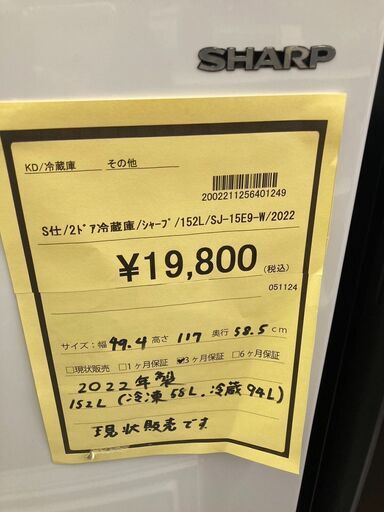 SHARP
KD/冷蔵庫 その他
2002211256401249
S仕/2ﾄﾞｱ冷蔵庫/ｼｬｰﾌﾟ/152L/SJ-15E9-W/2022
¥19,800(税込)
051124
サイズ:幅 49.4 高さ 117 奥行 58.5 cm
□現状販売 □1ヶ月保証 ☑3ヶ月保証 □6ヶ月保証
2022年製
152L(冷凍58L.冷蔵94L)
現状販売です